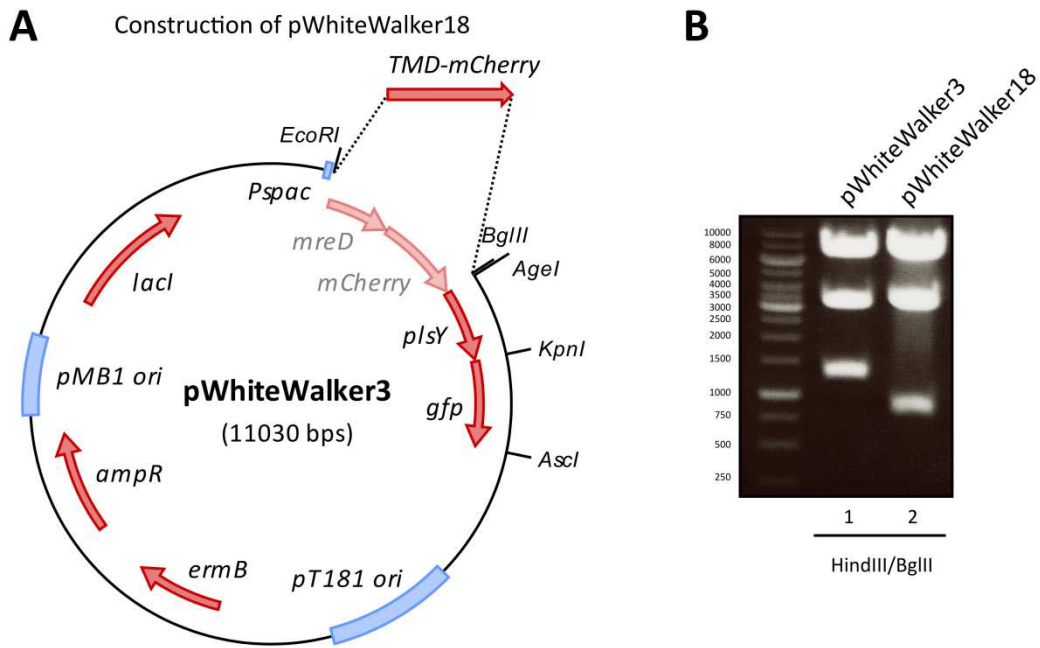 A
Construction of pWhiteWalker18
TMD-mCherry
EcoRI
Pspac
mreD
mCherry
BglII
AgeI
lacI
plsY
KpnI
pMB1 ori
pWhiteWalker3
(11030 bps)
gfp
AscI
ampR
ermB
pT181 ori
B
pWhiteWalker3
pWhiteWalker18
10000
8000
6000
5000
4000
3500
3000
2500
2000
1500
1000
750
500
250
1 2
HindIII/BglII